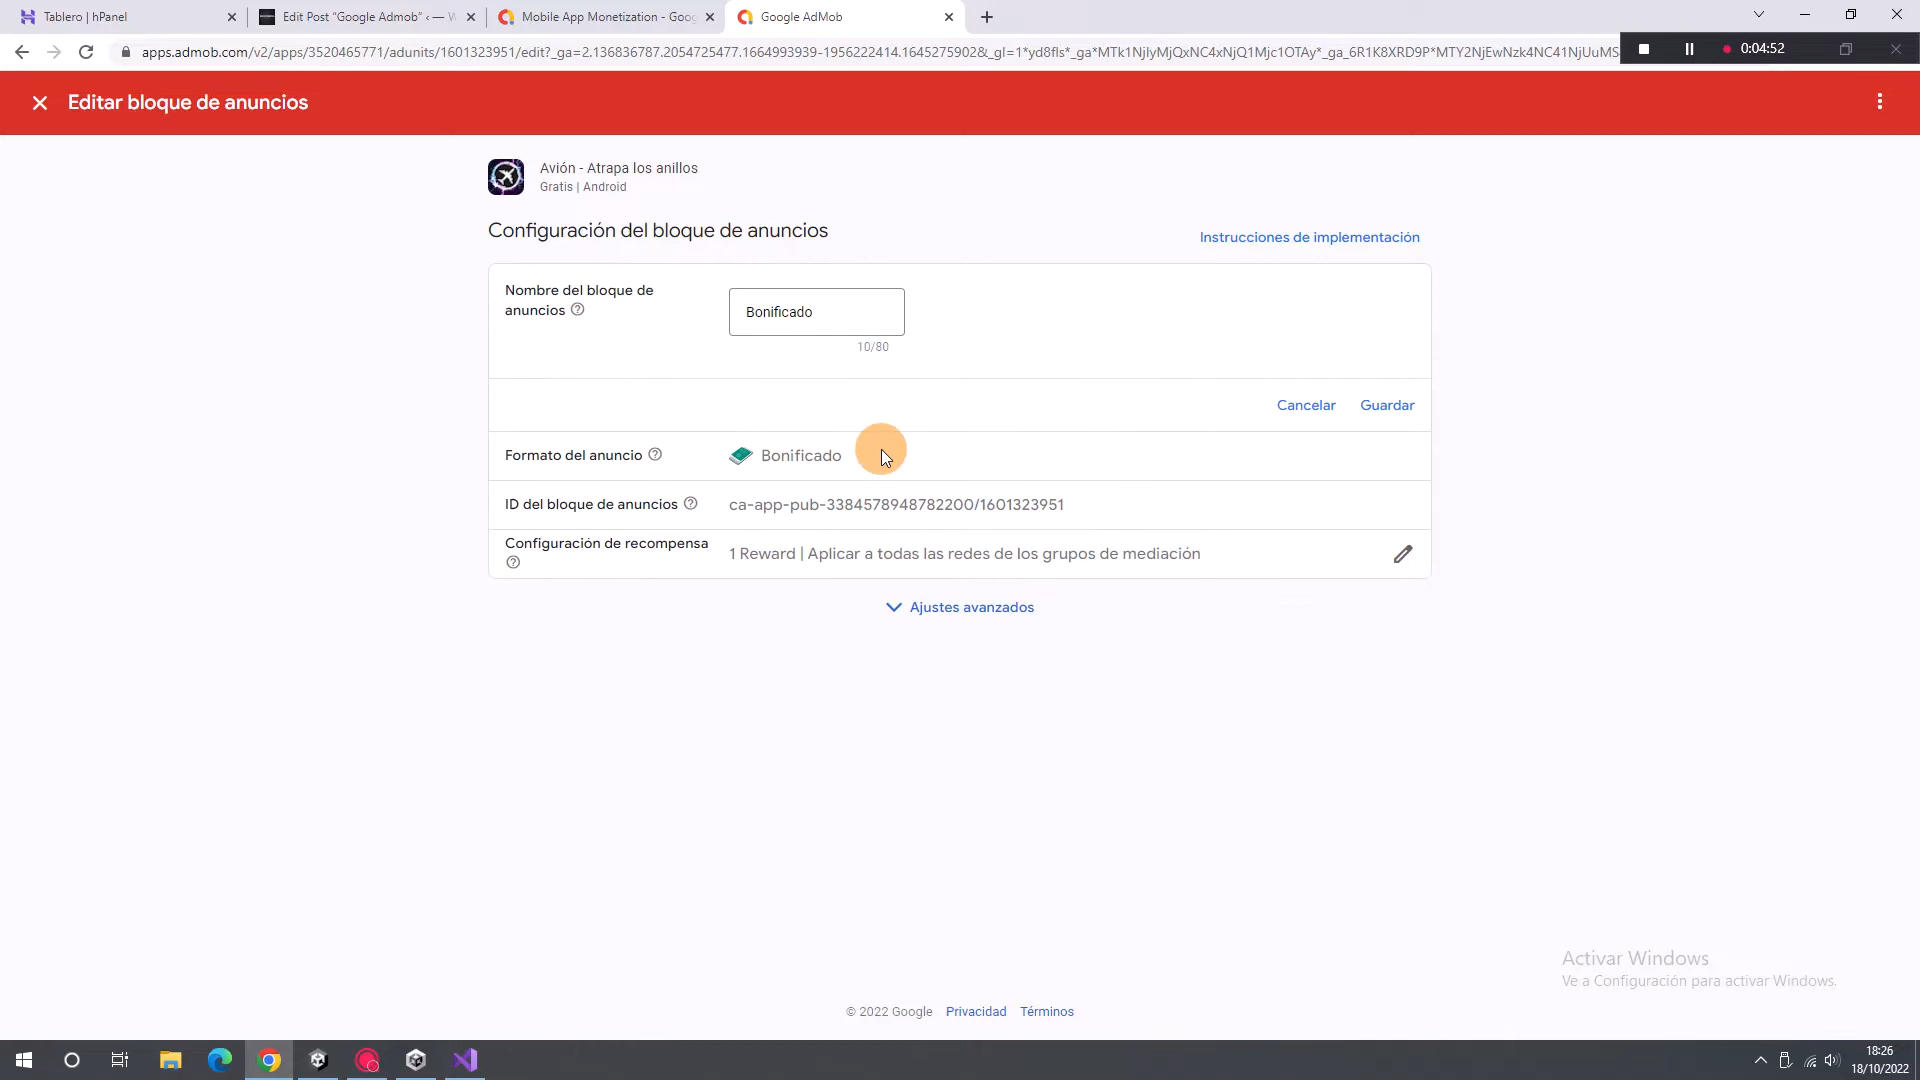 Tablero | hPanel
Edit Post “Google Admob” ‹ —
Mobile App Monetization - Goo
Google AdMob
apps.admob.com/v2/apps/3520465771/adunits/1601323951/edit?_ga=2.136836787.2054725477.1664993939-1956222414.1645275902&_gl=1*yd8fls*_ga*MTk1NjIyMjQxNC4xNjQ1Mjc1OTAy*_ga_6R1K8XRD9P*MTY2NjEwNzk4NC41NjUuMS
0:04:52
Editar bloque de anuncios
Avión - Atrapa los anillos
Gratis | Android
Configuración del bloque de anuncios
Instrucciones de implementación
Nombre del bloque de
anuncios
Bonificado
10/80
Cancelar Guardar
Formato del anuncio Bonificado
ID del bloque de anuncios ca-app-pub-3384578948782200/1601323951
Configuración de recompensa
1 Reward | Aplicar a todas las redes de los grupos de mediación
Ajustes avanzados
Activar Windows
Ve a Configuración para activar Windows.
© 2022 Google Privacidad Términos
18:26
18/10/2022